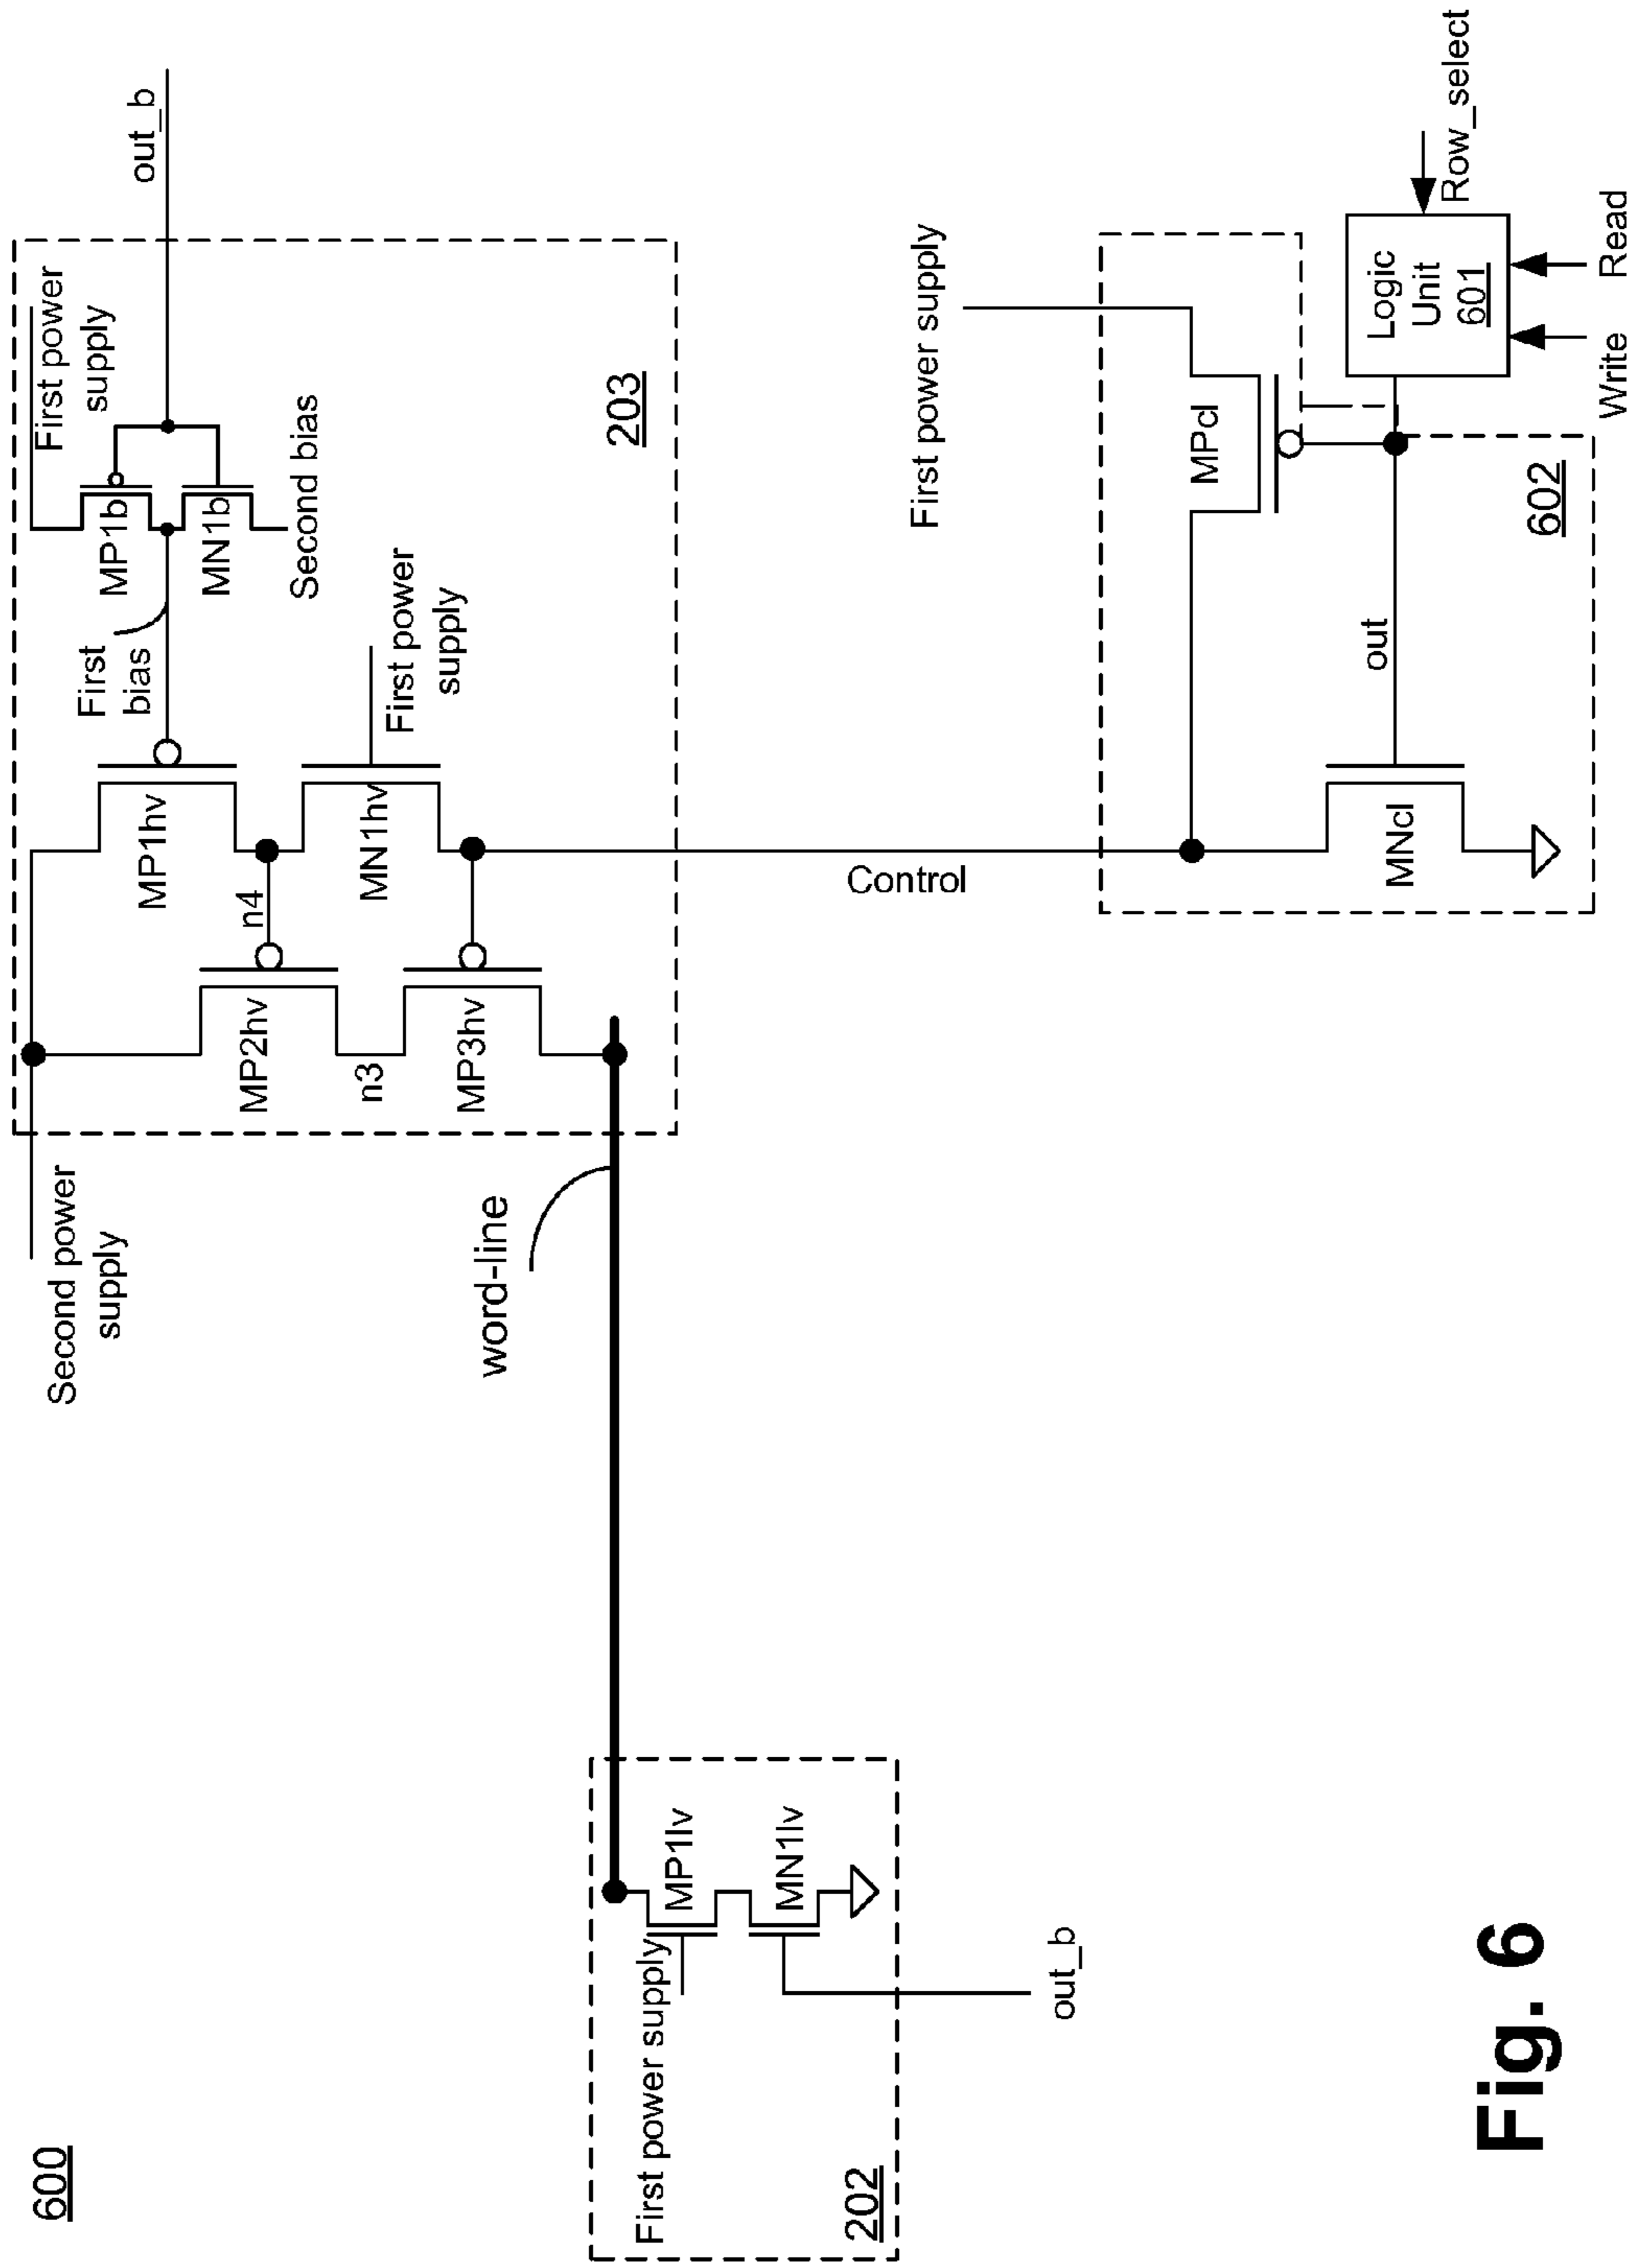 600
Second power
supply
First power
supply
out_b
MP1b
MN1b
First
bias
Second bias
MP1hv
n4
MN1hv
First power
supply
MP2hv
n3
MP3hv
203
word-line
Control
First power supply
MPcl
First power supply
MP1lv
MN1lv
202
out_b
out
MNcl
602
Logic
Unit
601
Row_select
Write
Read
Fig. 6